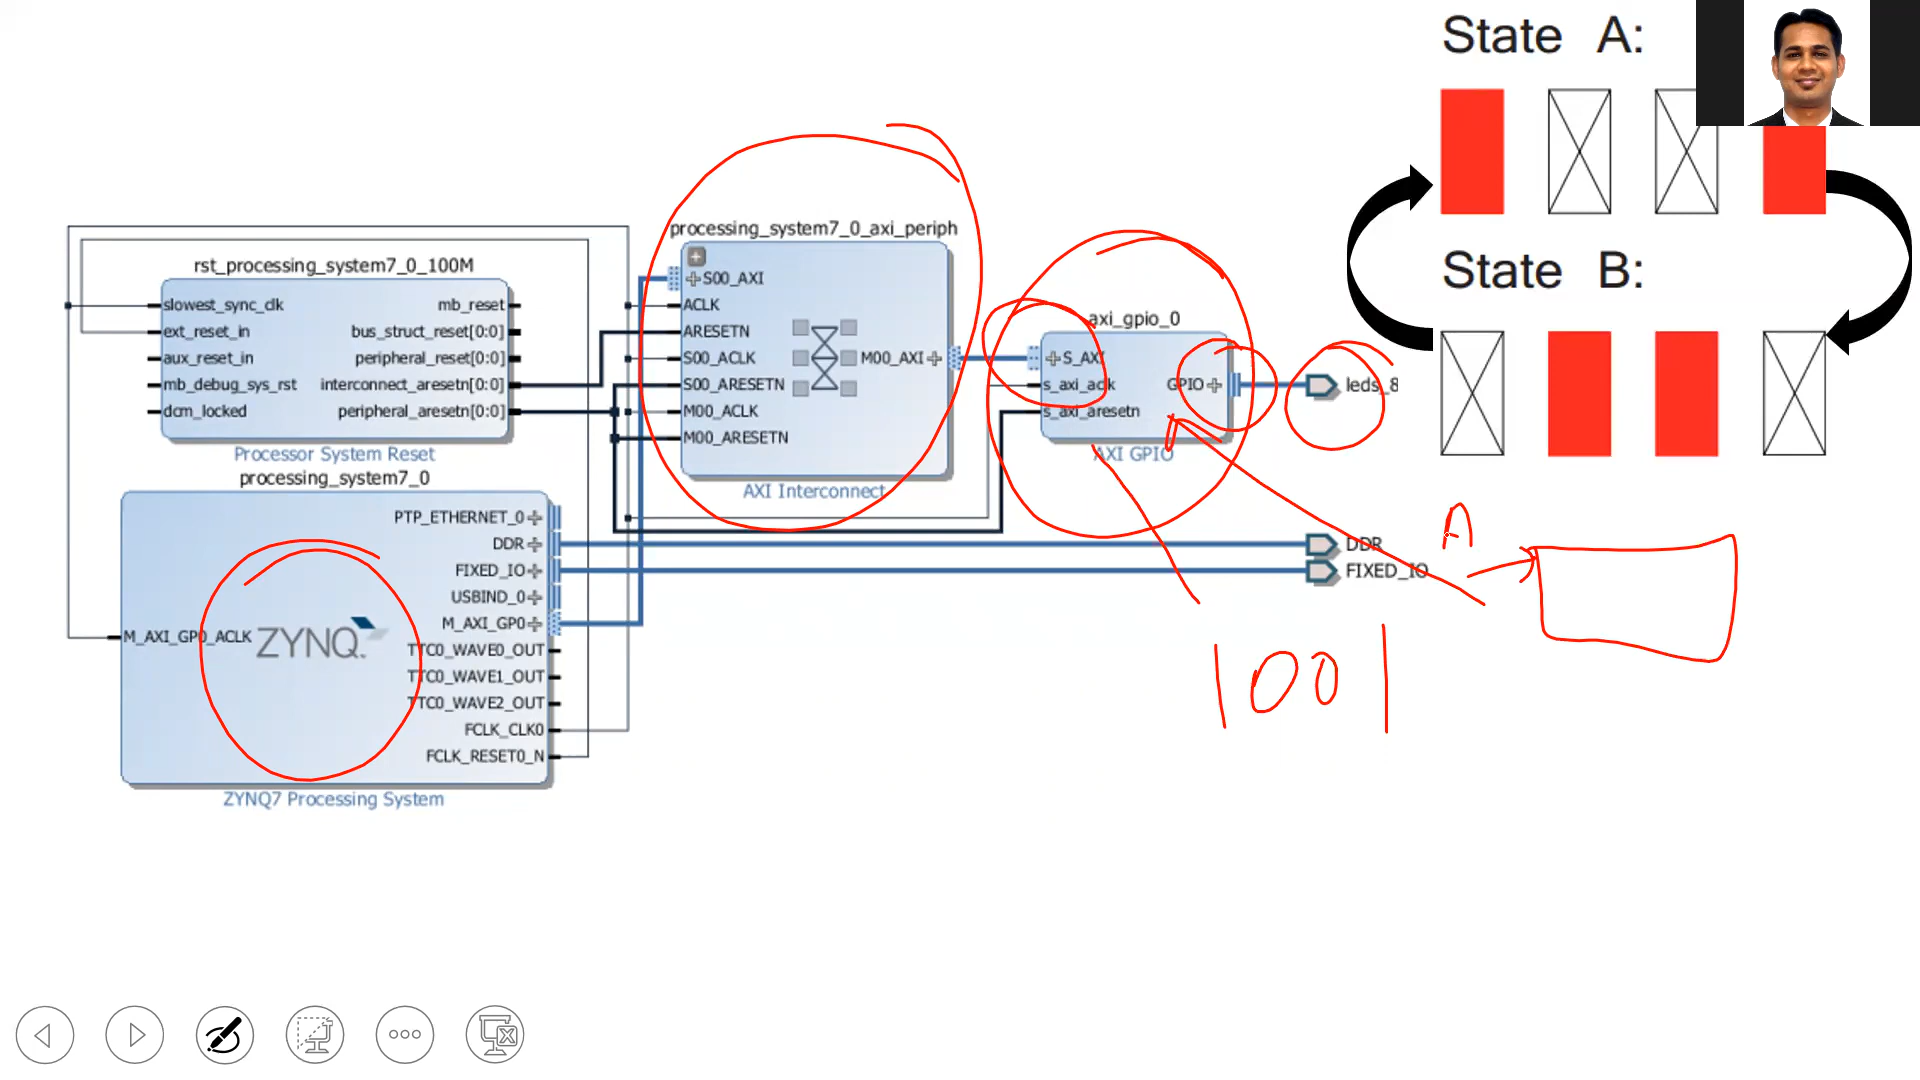 State A:
State B:
processing_system7_0_axi_periph
S00_AXI
ACLK
ARESETN
S00_ACLK
M00_AXI
S00_ARESETN
M00_ACLK
M00_ARESETN
AXI Interconnect
rst_processing_system7_0_100M
slowest_sync_clk
mb_reset
ext_reset_in
bus_struct_reset[0:0]
aux_reset_in
peripheral_reset[0:0]
mb_debug_sys_rst
interconnect_aresetn[0:0]
dcm_locked
peripheral_aresetn[0:0]
Processor System Reset
axi_gpio_0
S_AXI
s_axi_aclk
GPIO
s_axi_aresetn
AXI GPIO
leds_8
processing_system7_0
PTP_ETHERNET_0
DDR
FIXED_IO
USBIND_0
M_AXI_GP0
M_AXI_GP0_ACLK
ZYNQ
TTC0_WAVE0_OUT
TTC0_WAVE1_OUT
TTC0_WAVE2_OUT
FCLK_CLK0
FCLK_RESET0_N
ZYNQ7 Processing System
DDR
FIXED_IO
A
1001